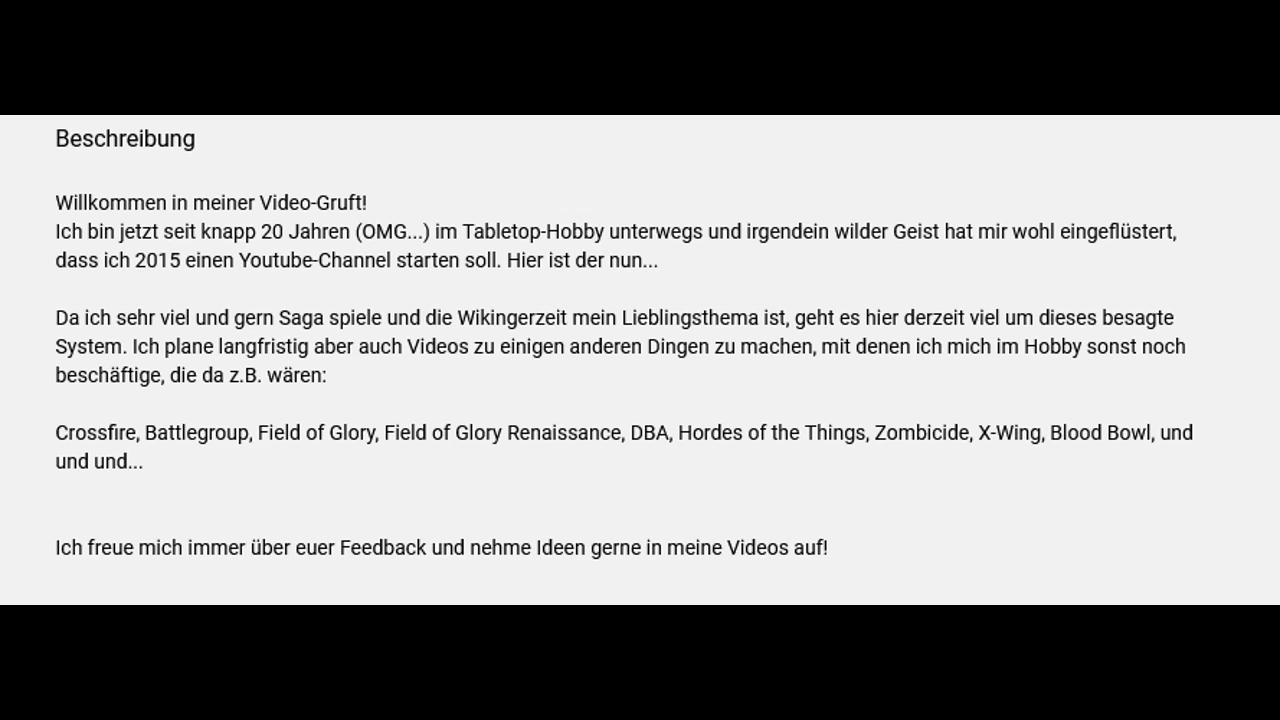 Beschreibung
Willkommen in meiner Video-Gruft!
Ich bin jetzt seit knapp 20 Jahren (OMG...) im Tabletop-Hobby unterwegs und irgendein wilder Geist hat mir wohl eingeflüstert,
dass ich 2015 einen Youtube-Channel starten soll. Hier ist der nun...
Da ich sehr viel und gern Saga spiele und die Wikingerzeit mein Lieblingsthema ist, geht es hier derzeit viel um dieses besagte
System. Ich plane langfristig aber auch Videos zu einigen anderen Dingen zu machen, mit denen ich mich im Hobby sonst noch
beschäftige, die da z.B. wären:
Crossfire, Battlegroup, Field of Glory, Field of Glory Renaissance, DBA, Hordes of the Things, Zombicide, X-Wing, Blood Bowl, und
und und...
Ich freue mich immer über euer Feedback und nehme Ideen gerne in meine Videos auf!